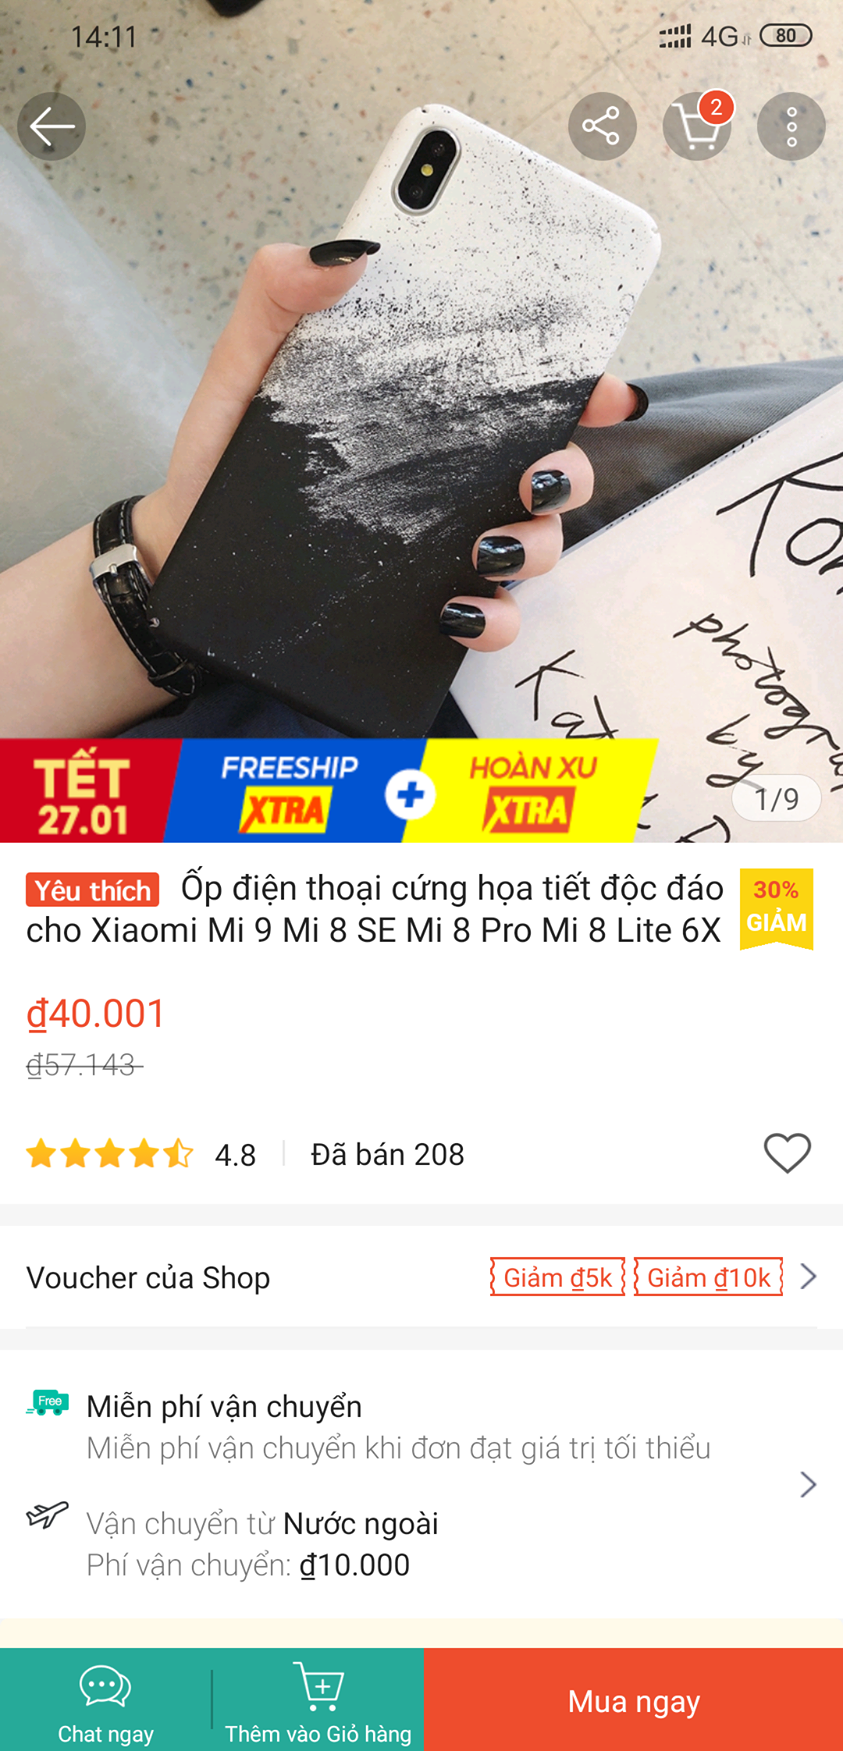 14:11
4G
80
2
Kon
photogra
by
Kat
TẾT
27.01
FREESHIP
XTRA
HOÀN XU
XTRA
1/9
Yêu thích Ốp điện thoại cứng họa tiết độc đáo
cho Xiaomi Mi 9 Mi 8 SE Mi 8 Pro Mi 8 Lite 6X
30%
GIẢM
₫40.001
₫57.143
4.8
Đã bán 208
Voucher của Shop
Giảm ₫5k
Giảm ₫10k
Free
Miễn phí vận chuyển
Miễn phí vận chuyển khi đơn đạt giá trị tối thiểu
Vận chuyển từ Nước ngoài
Phí vận chuyển: ₫10.000
Chat ngay
Thêm vào Giỏ hàng
Mua ngay